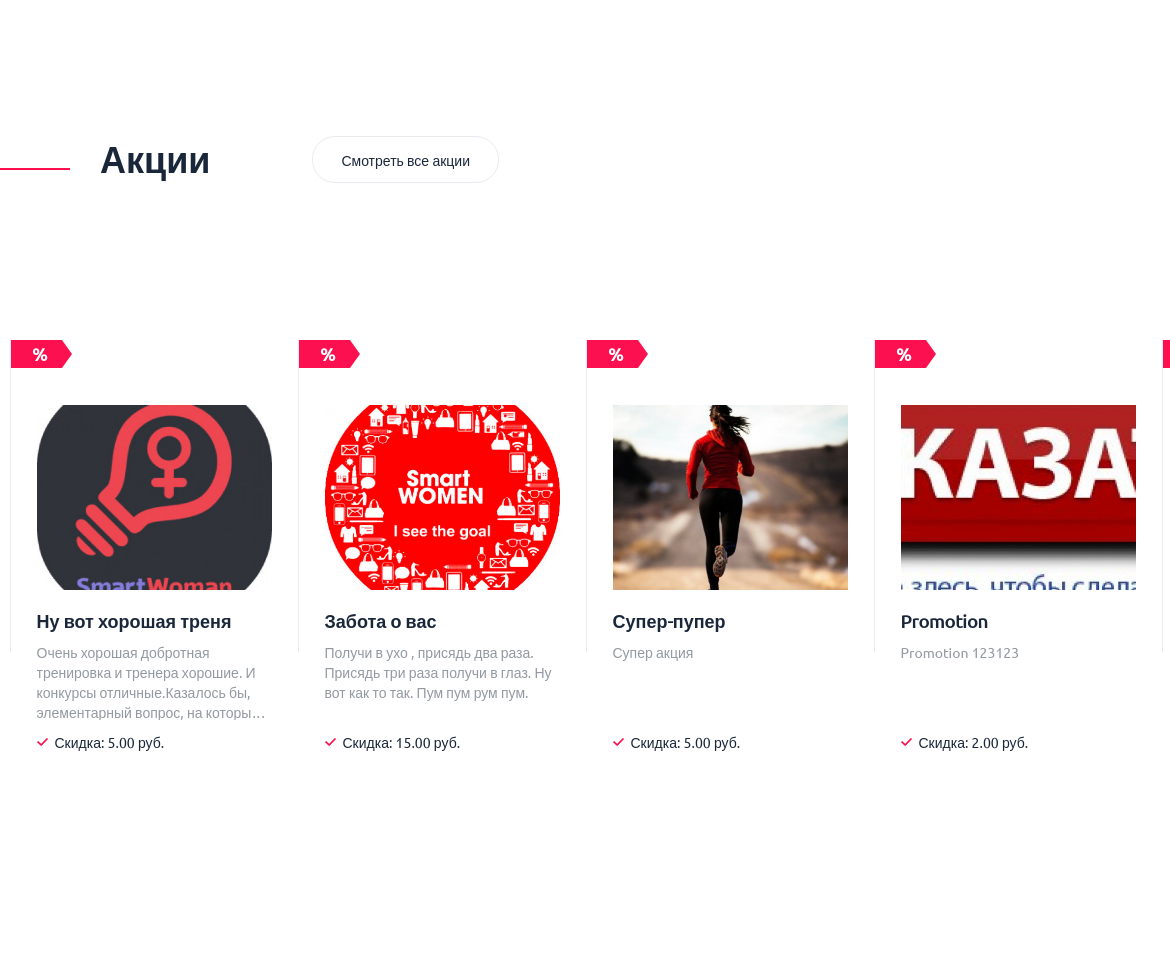 Акции
Смотреть все акции
%
%
%
%
SmartWoman
Smart
WOMEN
I see the goal
КАЗАТ
здесь, чтобы сдела
Ну вот хорошая треня
Очень хорошая добротная
тренировка и тренера хорошие. И
конкурсы отличные.Казалось бы,
элементарный вопрос, на которы...
Скидка: 5.00 руб.
Забота о вас
Получи в ухо , присядь два раза.
Присядь три раза получи в глаз. Ну
вот как то так. Пум пум рум пум.
Скидка: 15.00 руб.
Супер-пупер
Супер акция
Скидка: 5.00 руб.
Promotion
Promotion 123123
Скидка: 2.00 руб.